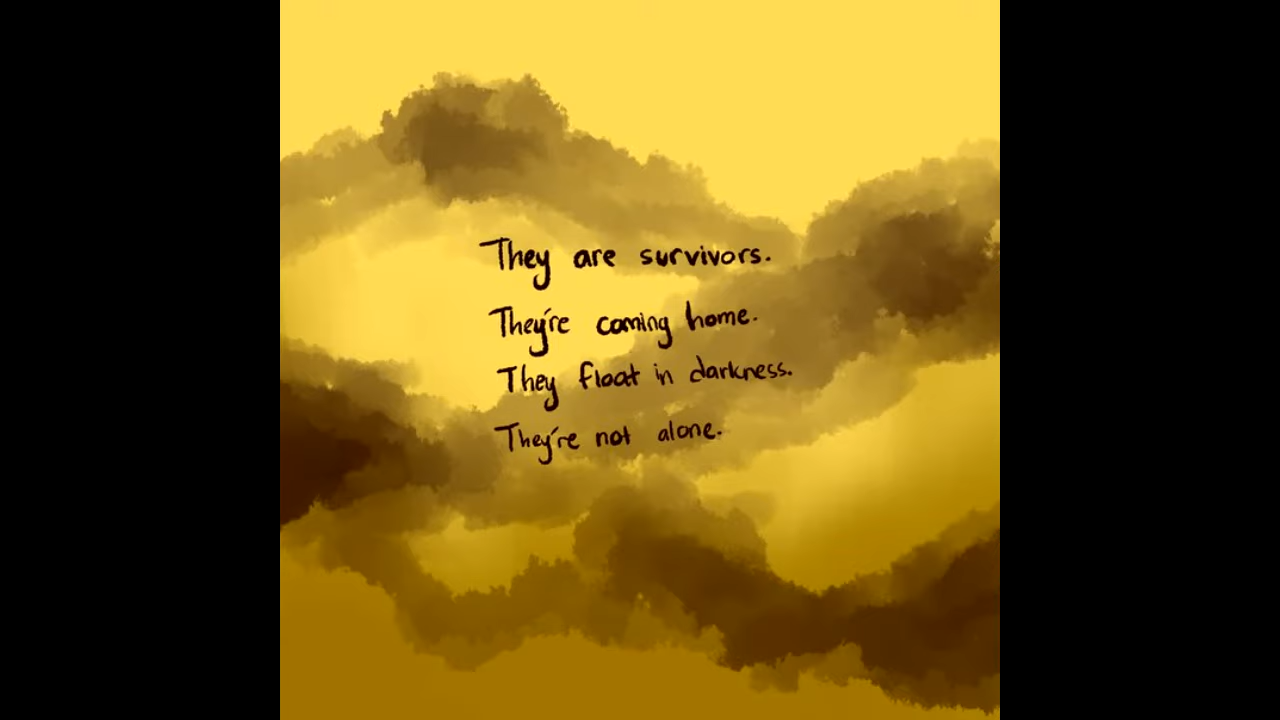 They are survivors.
They're coming home.
They float in darkness.
They're not alone.